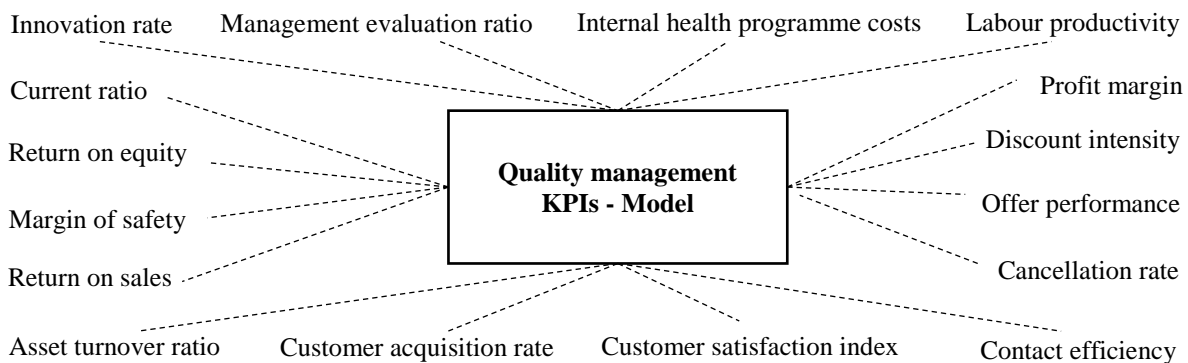 Innovation rate
Management evaluation ratio
Internal health programme costs
Labour productivity
Current ratio
Profit margin
Return on equity
Discount intensity
Quality management
KPIs - Model
Margin of safety
Offer performance
Return on sales
Cancellation rate
Asset turnover ratio
Customer acquisition rate
Customer satisfaction index
Contact efficiency